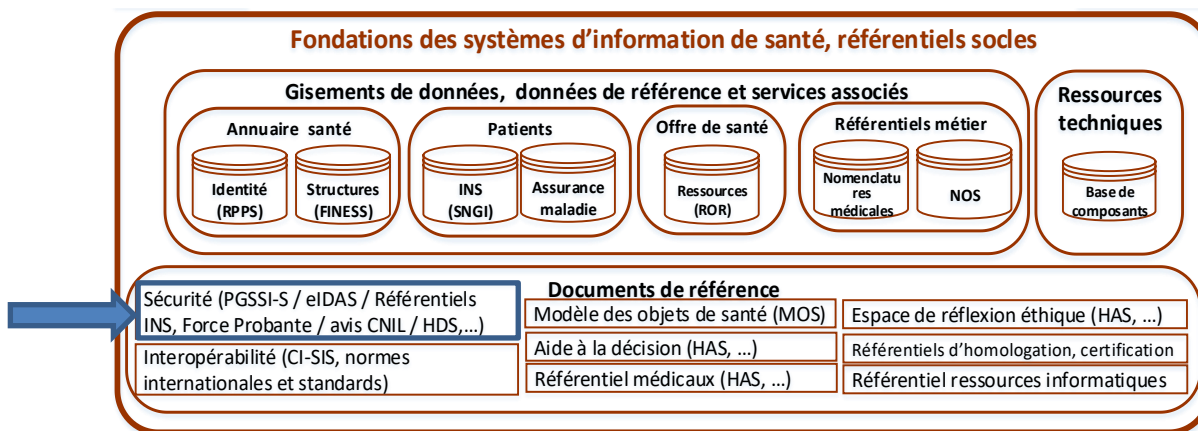 Fondations des systèmes d'information de santé, référentiels socles
Gisements de données, données de référence et services associés
Annuaire santé
Identité
(RPPS)
Structures
(FINESS)
Patients
INS
(SNGI)
Assurance
maladie
Offre de santé
Ressources
(ROR)
Référentiels métier
Nomenclatu
res
médicales
NOS
Ressources
techniques
Base de
composants
Documents de référence
Sécurité (PGSSI-S / eIDAS / Référentiels
INS, Force Probante / avis CNIL / HDS,...)
Interopérabilité (CI-SIS, normes
internationales et standards)
Modèle des objets de santé (MOS)
Aide à la décision (HAS, ...)
Référentiel médicaux (HAS, ...)
Espace de réflexion éthique (HAS, ...)
Référentiels d'homologation, certification
Référentiel ressources informatiques